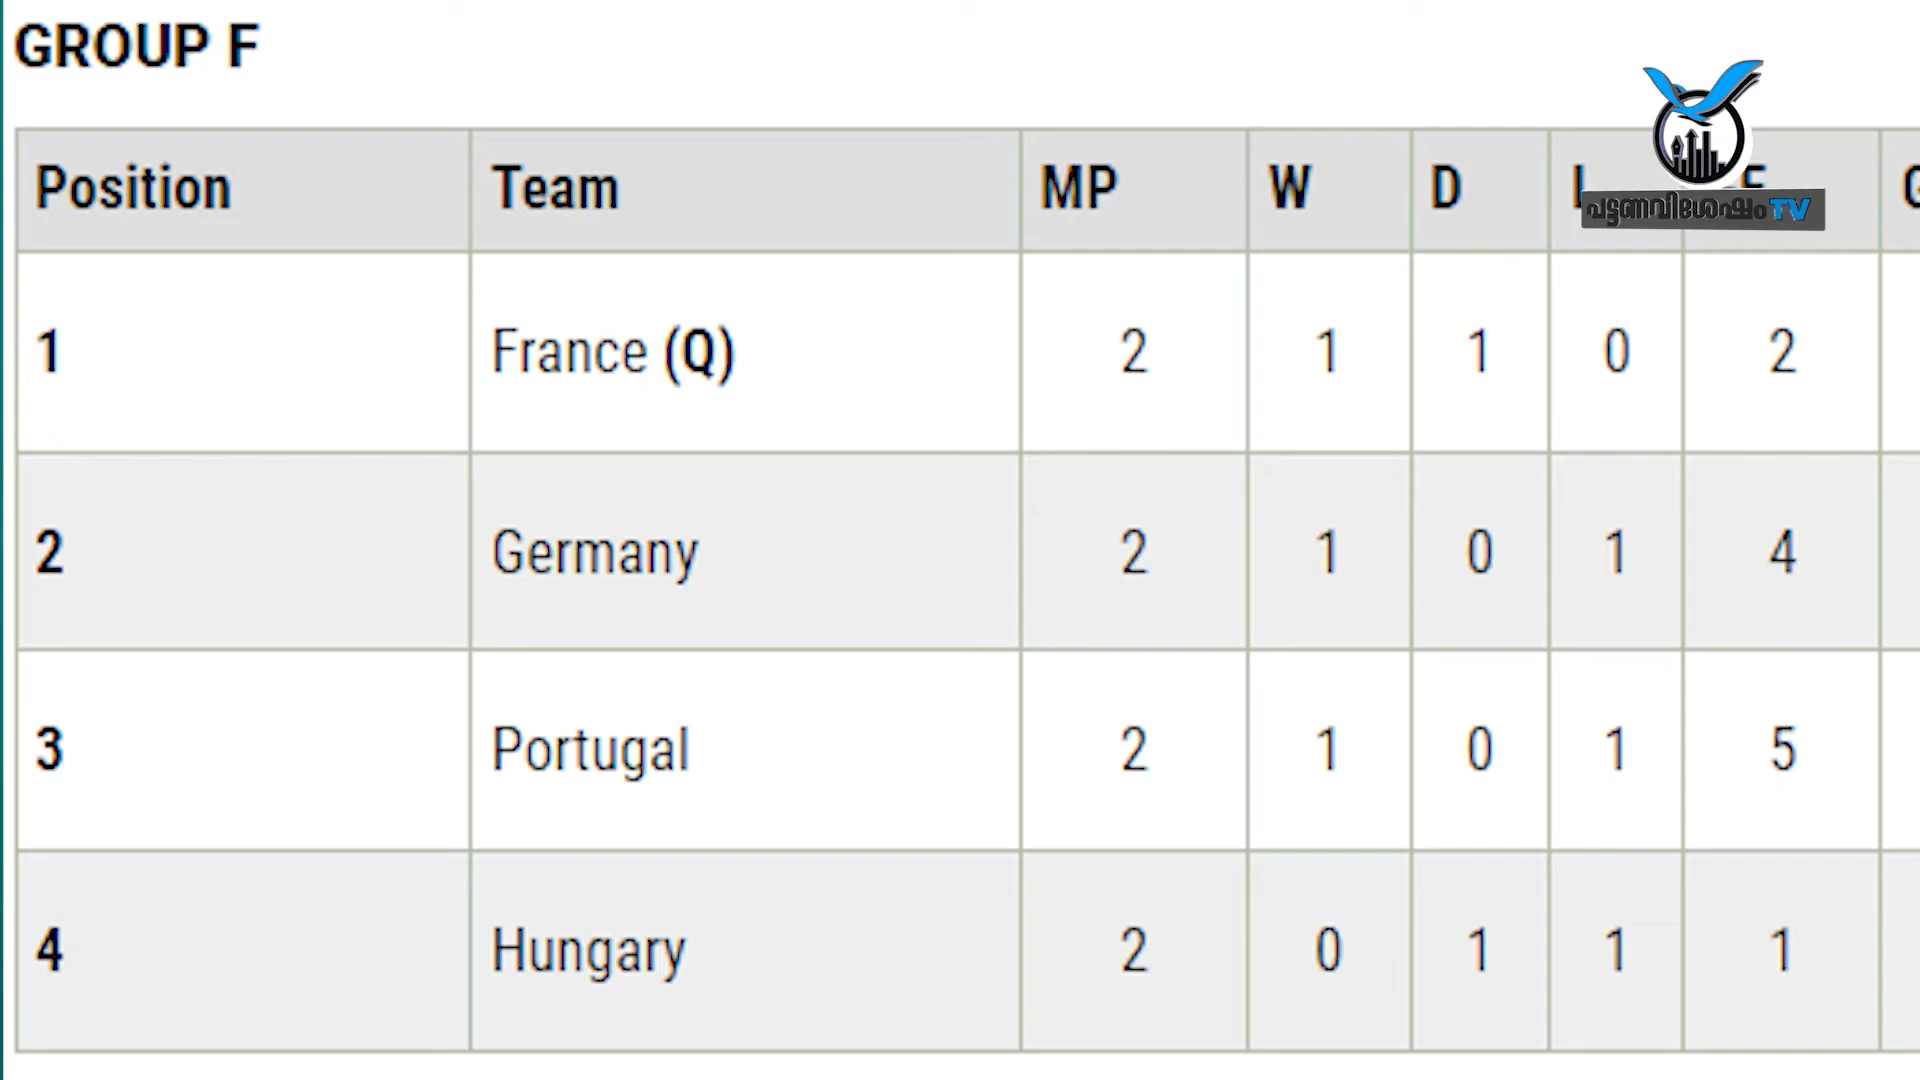 GROUP F
Position Team MP W D L G
പട്ടണവിശേഷം TV
1 France (Q) 2 1 1 0 2
2 Germany 2 1 0 1 4
3 Portugal 2 1 0 1 5
4 Hungary 2 0 1 1 1